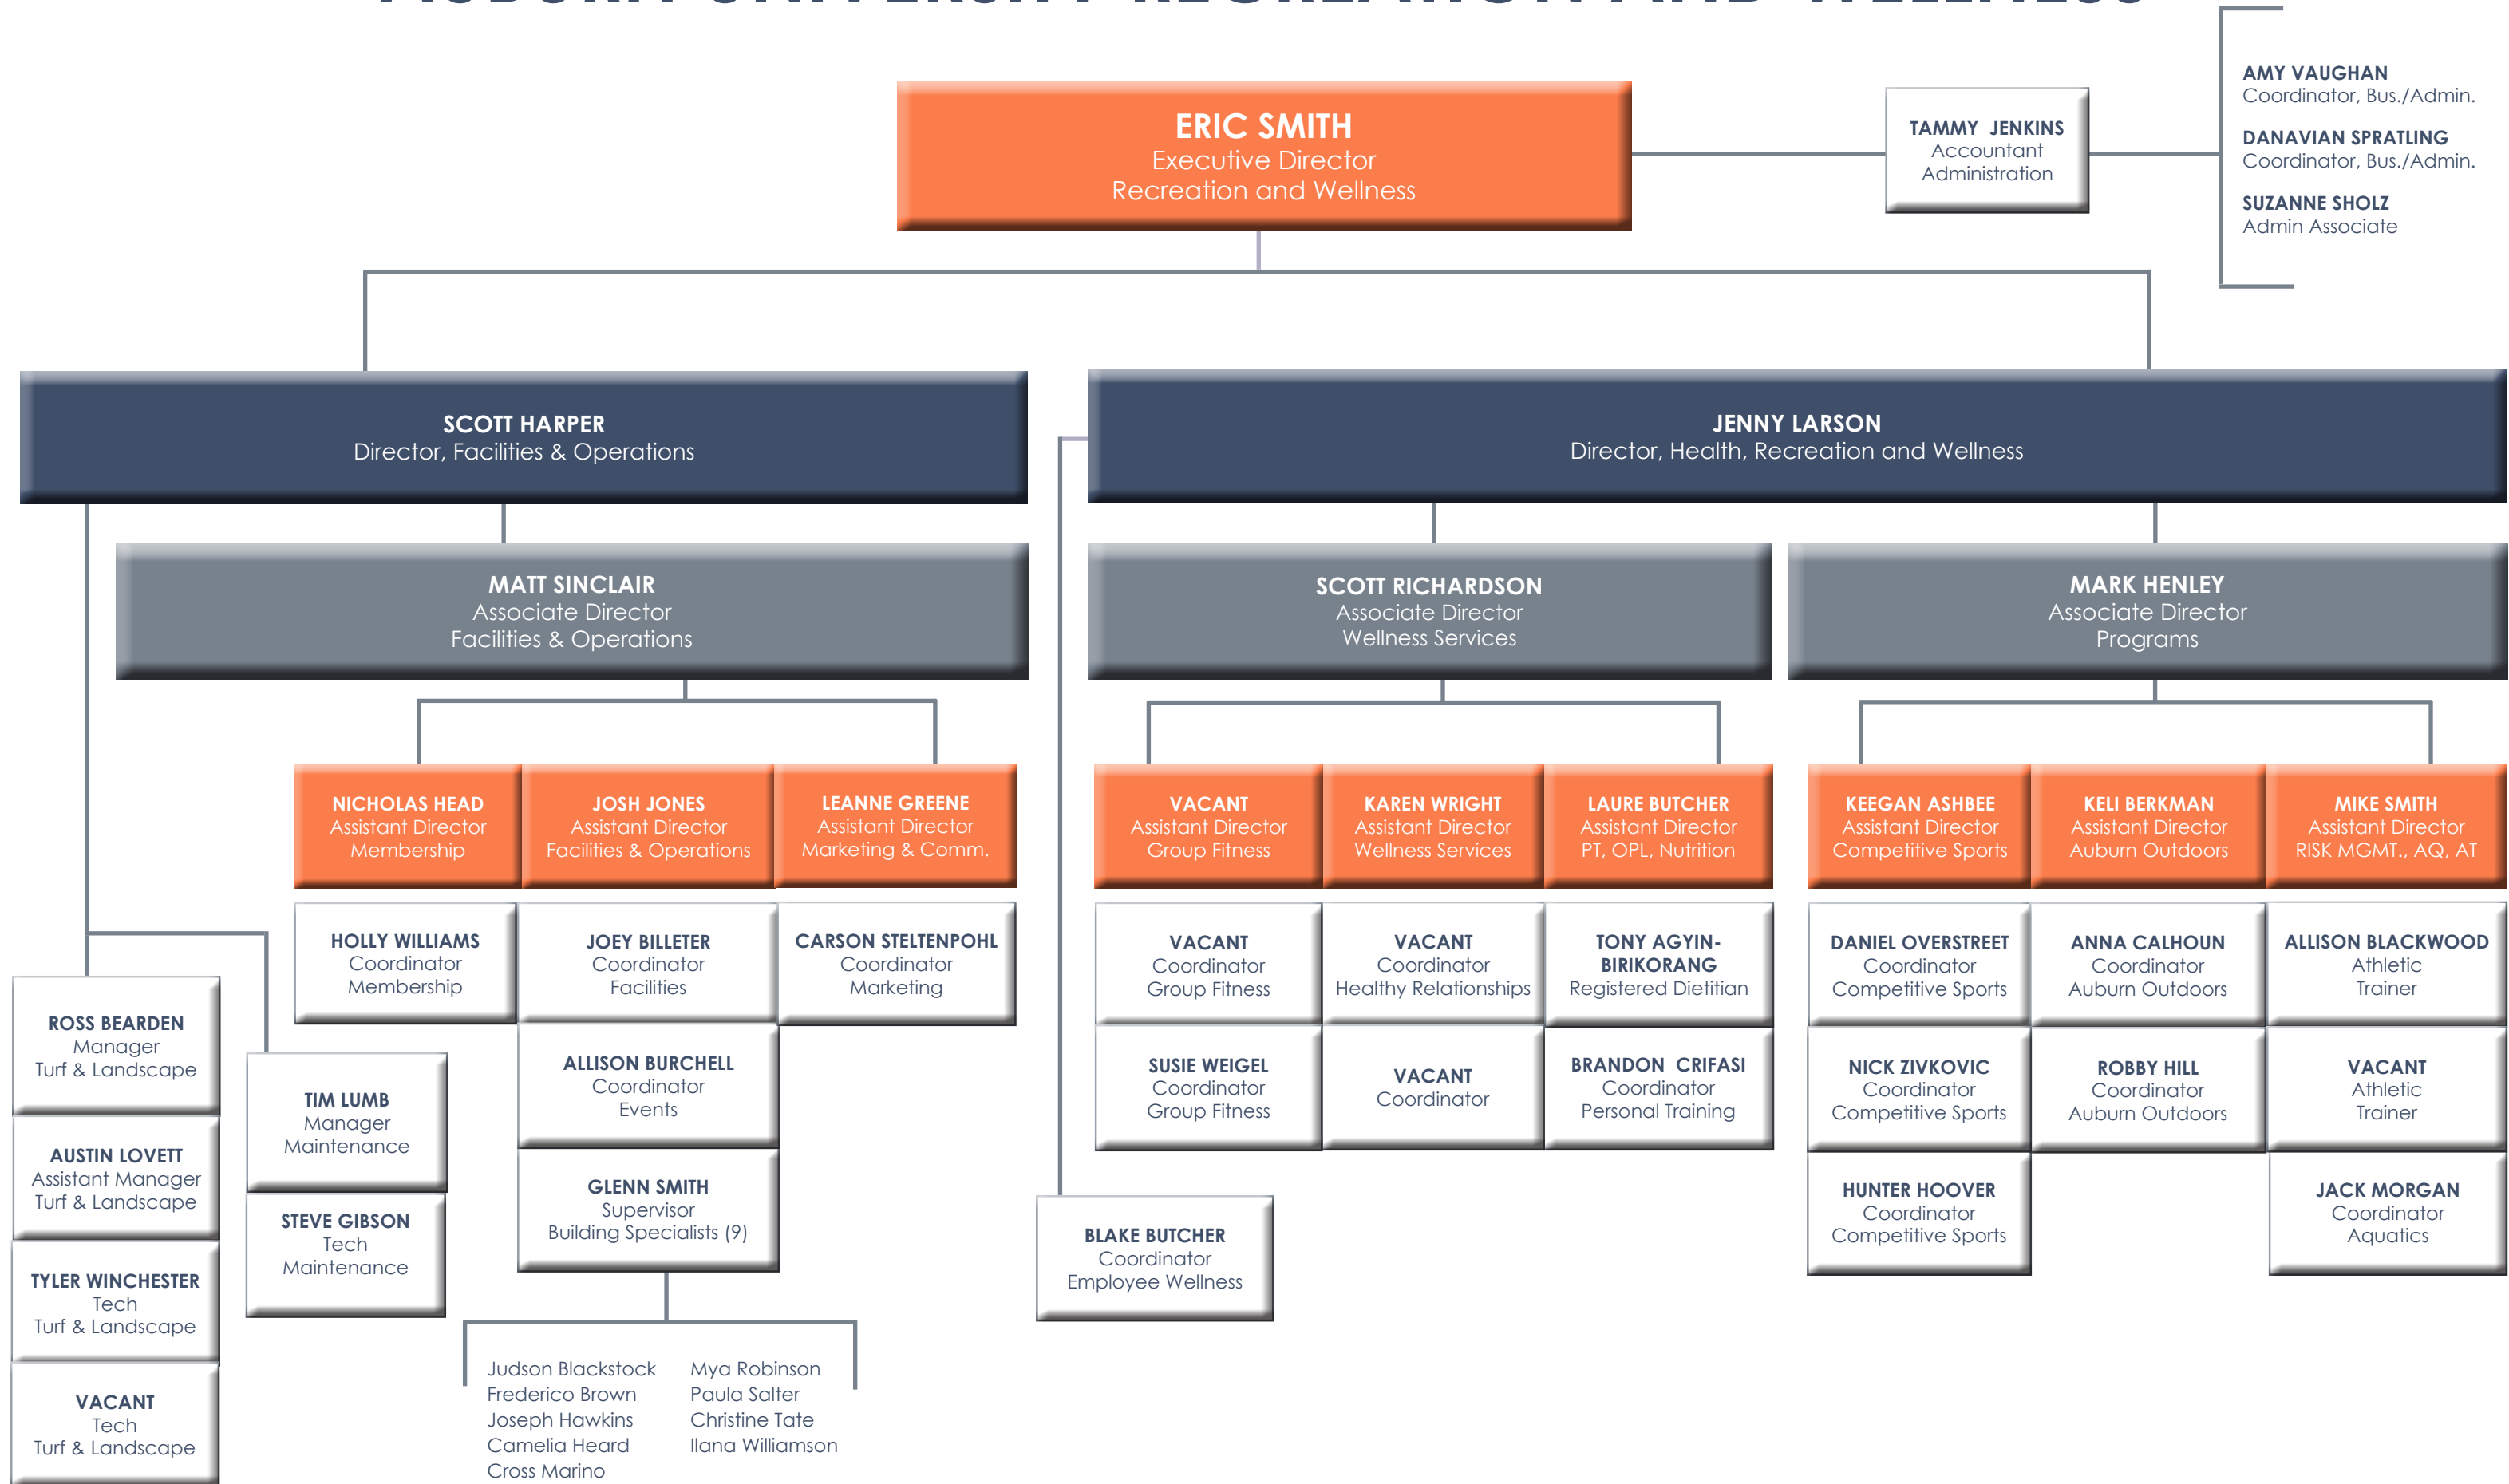 AUBURN UNIVERSITY RECREATION AND WELLNESS
ERIC SMITH
Executive Director
Recreation and Wellness
TAMMY JENKINS
Accountant
Administration
AMY VAUGHAN
Coordinator, Bus./Admin.
DANAVIAN SPRATLING
Coordinator, Bus./Admin.
SUZANNE SHOLZ
Admin Associate
SCOTT HARPER
Director, Facilities & Operations
JENNY LARSON
Director, Health, Recreation and Wellness
MATT SINCLAIR
Associate Director
Facilities & Operations
SCOTT RICHARDSON
Associate Director
Wellness Services
MARK HENLEY
Associate Director
Programs
NICHOLAS HEAD
Assistant Director
Membership
JOSH JONES
Assistant Director
Facilities & Operations
LEANNE GREENE
Assistant Director
Marketing & Comm.
VACANT
Assistant Director
Group Fitness
KAREN WRIGHT
Assistant Director
Wellness Services
LAURE BUTCHER
Assistant Director
PT, OPL, Nutrition
KEEGAN ASHBEE
Assistant Director
Competitive Sports
KELI BERKMAN
Assistant Director
Auburn Outdoors
MIKE SMITH
Assistant Director
RISK MGMT., AQ, AT
HOLLY WILLIAMS
Coordinator
Membership
JOEY BILLETER
Coordinator
Facilities
CARSON STELTENPOHL
Coordinator
Marketing
VACANT
Coordinator
Group Fitness
VACANT
Coordinator
Healthy Relationships
TONY AGYIN-
BIRIKORANG
Registered Dietitian
DANIEL OVERSTREET
Coordinator
Competitive Sports
ANNA CALHOUN
Coordinator
Auburn Outdoors
ALLISON BLACKWOOD
Athletic
Trainer
ROSS BEARDEN
Manager
Turf & Landscape
TIM LUMB
Manager
Maintenance
ALLISON BURCHELL
Coordinator
Events
SUSIE WEIGEL
Coordinator
Group Fitness
VACANT
Coordinator
BRANDON CRIFASI
Coordinator
Personal Training
NICK ZIVKOVIC
Coordinator
Competitive Sports
ROBBY HILL
Coordinator
Auburn Outdoors
VACANT
Athletic
Trainer
AUSTIN LOVETT
Assistant Manager
Turf & Landscape
STEVE GIBSON
Tech
Maintenance
GLENN SMITH
Supervisor
Building Specialists (9)
BLAKE BUTCHER
Coordinator
Employee Wellness
HUNTER HOOVER
Coordinator
Competitive Sports
JACK MORGAN
Coordinator
Aquatics
TYLER WINCHESTER
Tech
Turf & Landscape
VACANT
Tech
Turf & Landscape
Judson Blackstock
Frederico Brown
Joseph Hawkins
Camelia Heard
Cross Marino
Mya Robinson
Paula Salter
Christine Tate
Ilana Williamson